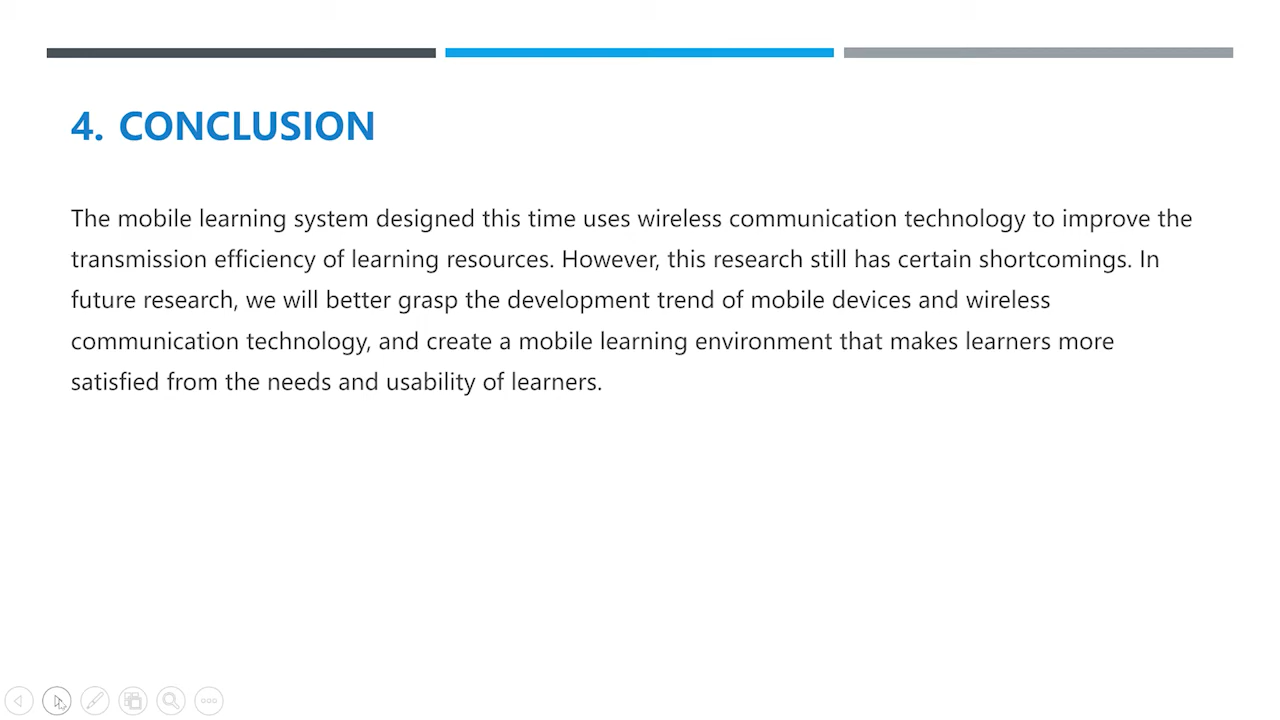 4. CONCLUSION
The mobile learning system designed this time uses wireless communication technology to improve the
transmission efficiency of learning resources. However, this research still has certain shortcomings. In
future research, we will better grasp the development trend of mobile devices and wireless
communication technology, and create a mobile learning environment that makes learners more
satisfied from the needs and usability of learners.